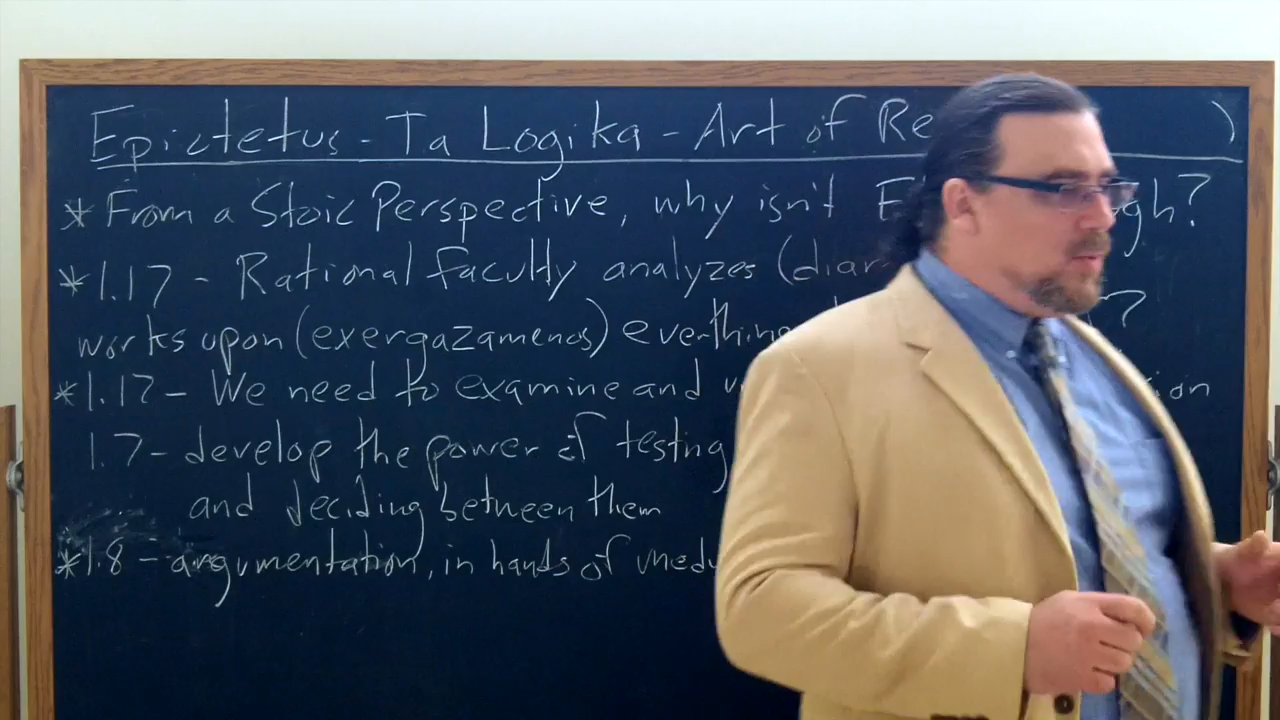 Epictetus - Ta Logika - Art of Re )
* From a Stoic Perspective, why isn't E gh?
* 1.17 - Rational faculty analyzes (diar ?
works upon (exergazamenos) everthing
* 1.17 - We need to examine and ion
1.7 - develop the power of testing
and deciding between them
* 1.8 - argumentation, in hands of